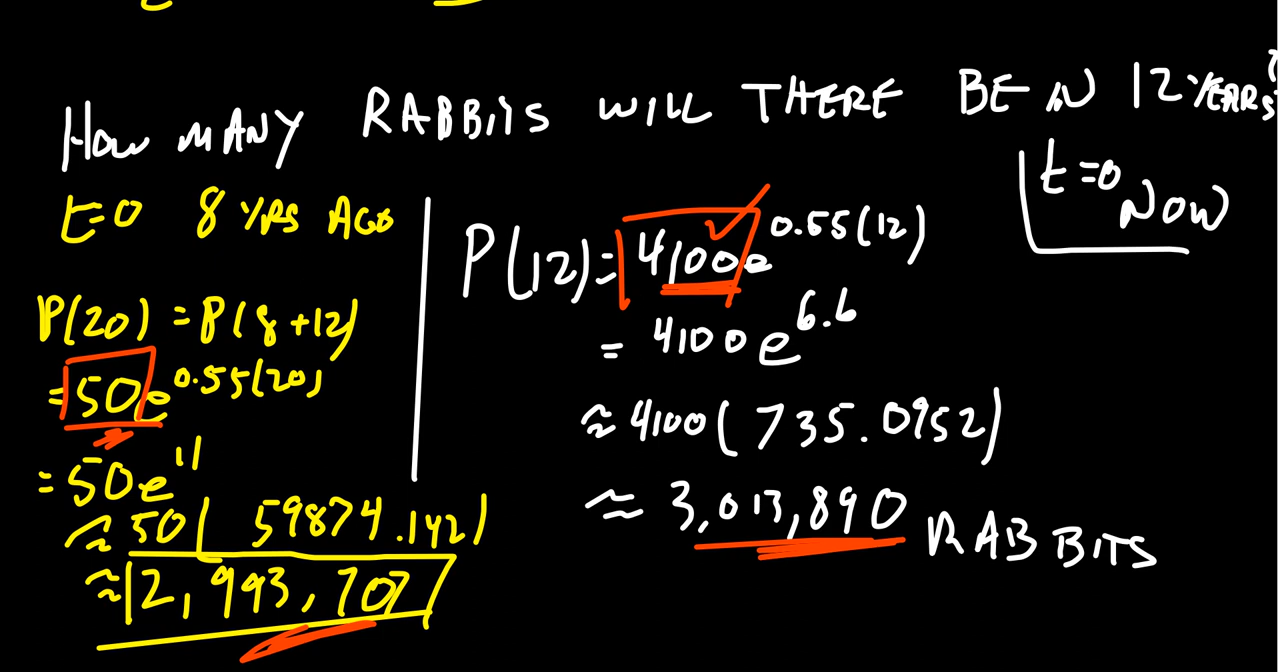 HOW MANY RABBITS WILL THERE BE IN 12 YEARS?
t=0 NOW
t=0 8 YRS AGO
P(20) = P(8+12)
= 50e^0.55(20)
= 50e^11
≈ 50( 59874.142)
≈ 2,993,707
P(12) = 4100e^0.55(12)
= 4100e^6.6
≈ 4100( 735.0952)
≈ 3,013,890 RABBITS